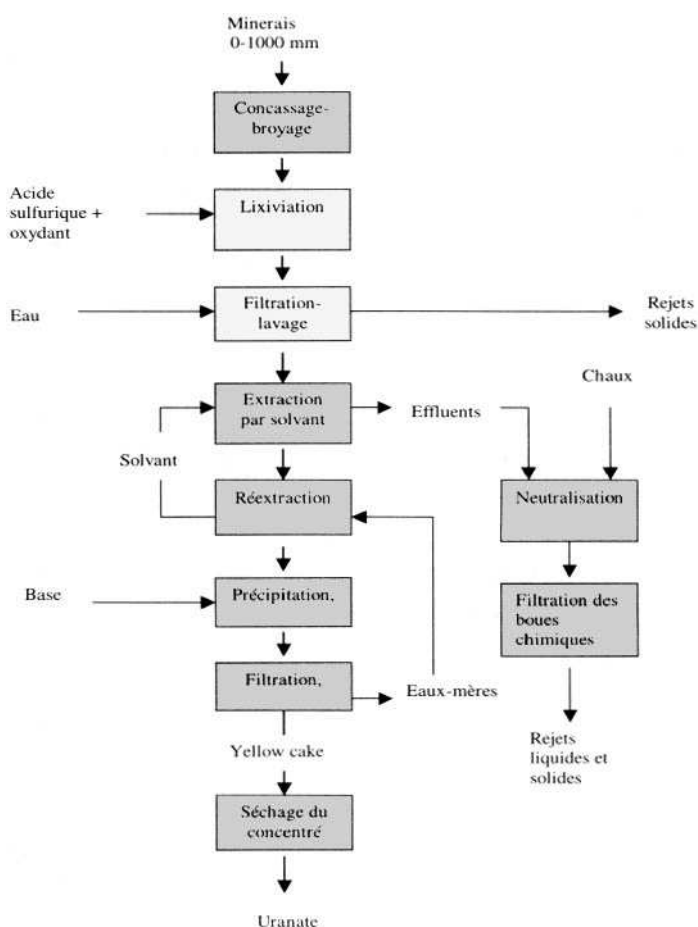 Minerais
0-1000 mm
Concassage-
broyage
Acide
sulfurique +
oxydant
Lixiviation
Eau
Filtration-
lavage
Rejets
solides
Chaux
Extraction
par solvant
Effluents
Solvant
Réextraction
Neutralisation
Base
Précipitation,
Filtration des
boues
chimiques
Filtration,
Eaux-mères
Yellow cake
Rejets
liquides et
solides
Séchage du
concentré
Uranate